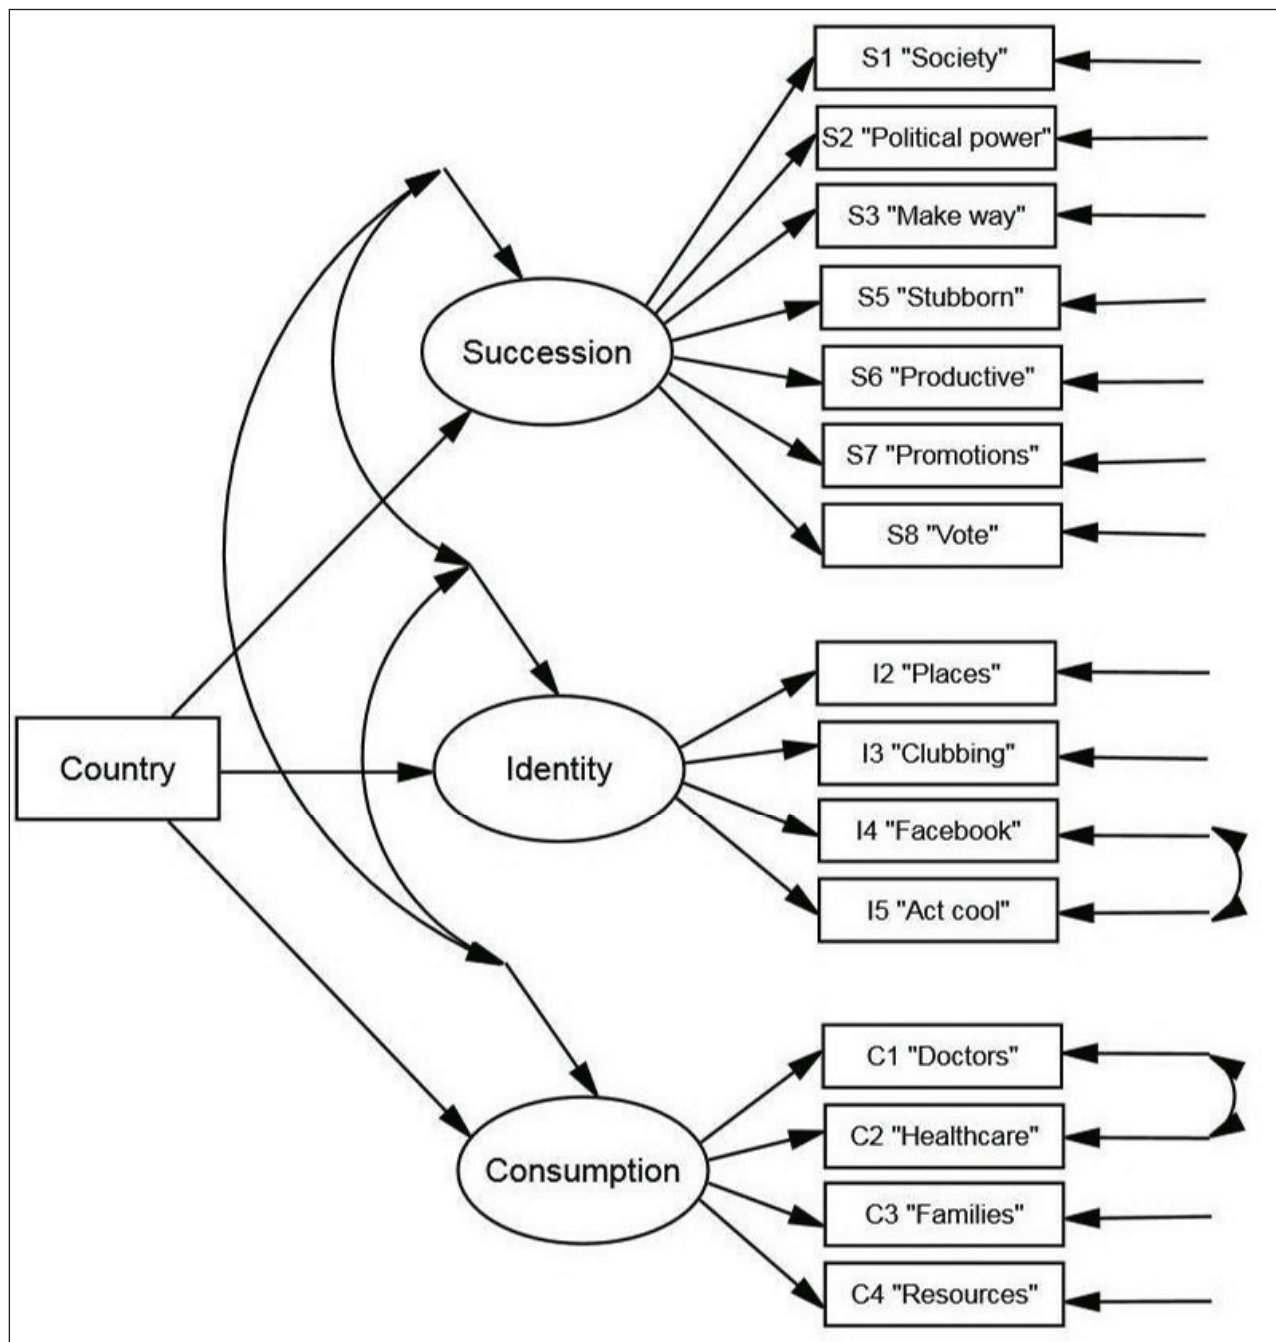 S1 "Society"
S2 "Political power"
S3 "Make way"
S5 "Stubborn"
Succession
S6 "Productive"
S7 "Promotions"
S8 "Vote"
I2 "Places"
I3 "Clubbing"
Country
Identity
I4 "Facebook"
I5 "Act cool"
C1 "Doctors"
C2 "Healthcare"
Consumption
C3 "Families"
C4 "Resources"